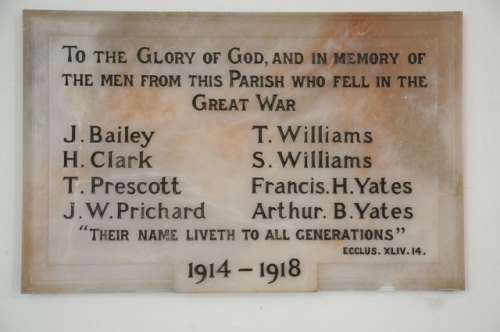 To the Glory of God, and in memory of
the men from this Parish who fell in the
Great War
J. Bailey
H. Clark
T. Prescott
J. W. Prichard
T. Williams
S. Williams
Francis. H. Yates
Arthur. B. Yates
"Their name liveth to all generations"
Ecclus. XLIV. 14.
1914 – 1918